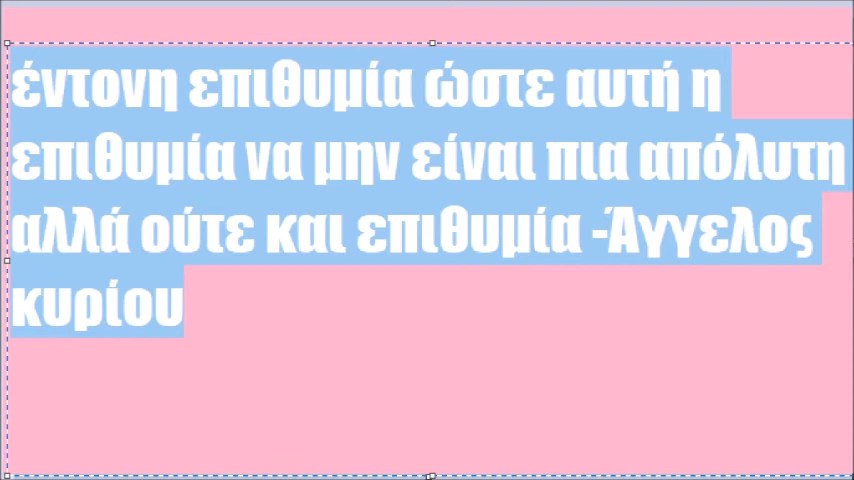 έντονη επιθυμία ώστε αυτή η
επιθυμία να μην είναι πια απόλυτη
αλλά ούτε και επιθυμία -Άγγελος
κυρίου